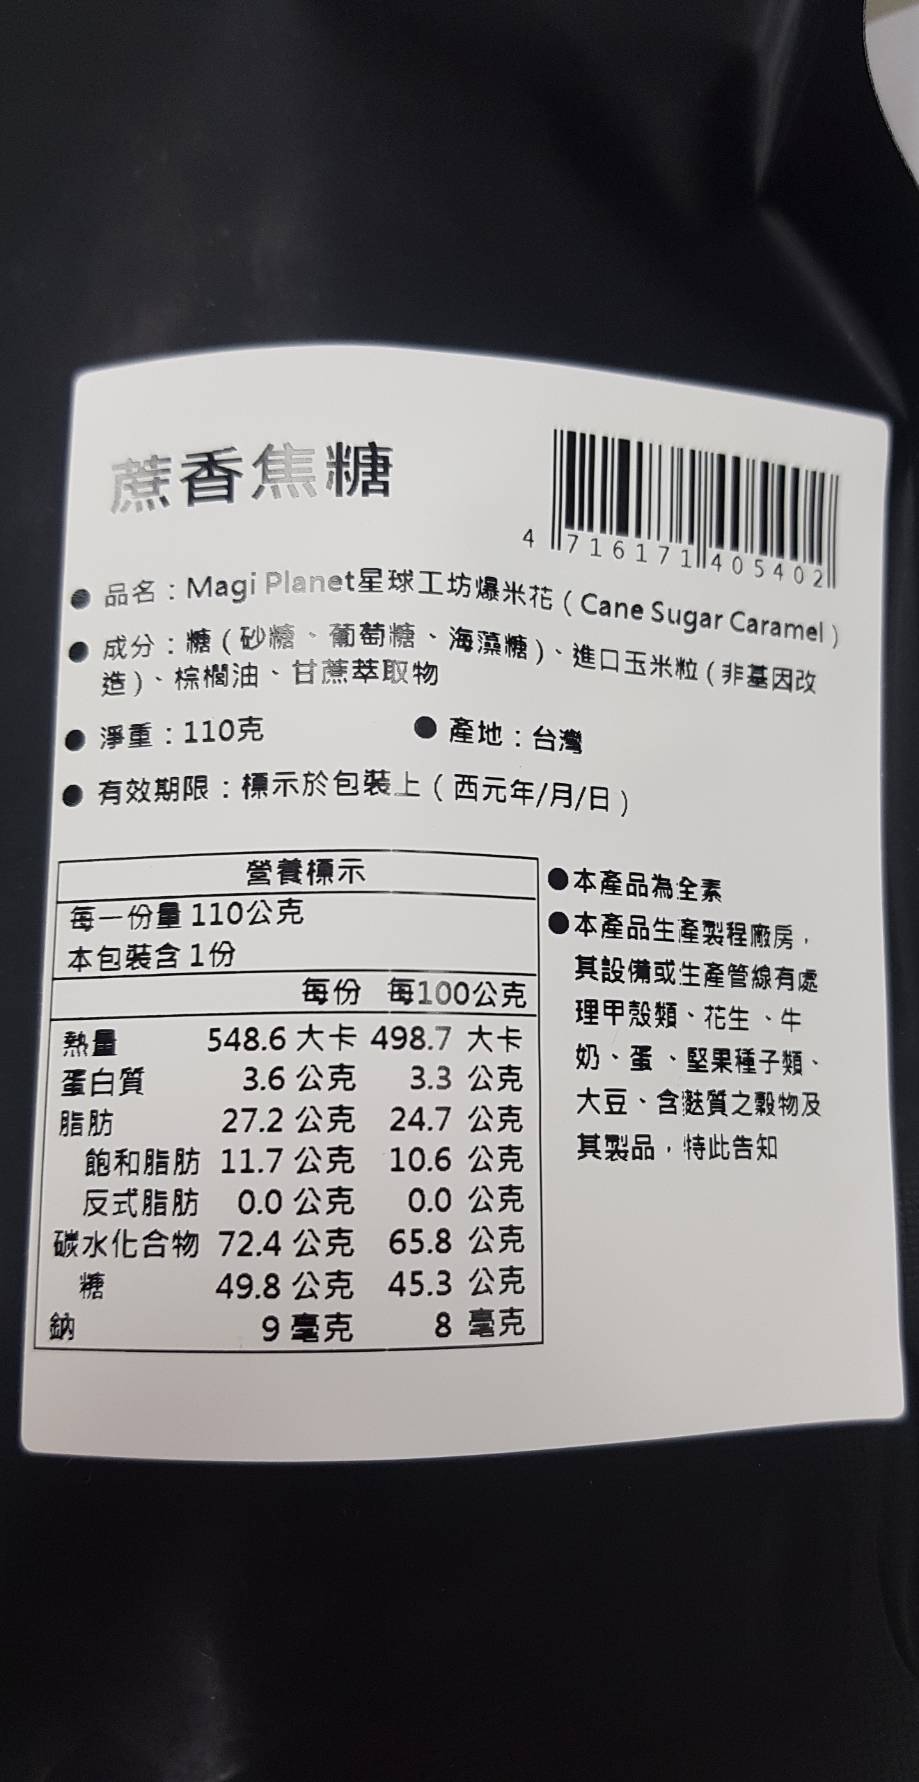 蔗香焦糖
4 716171 405402
● 品名：Magi Planet星球工坊爆米花（Cane Sugar Caramel）
● 成分：糖（砂糖、葡萄糖、海藻糖）、進口玉米粒（非基因改
造）、棕櫚油、甘蔗萃取物
● 淨重：110克 ● 產地：台灣
● 有效期限：標示於包裝上（西元年/月/日）
營養標示
每一份量 110公克
本包裝含 1份
每份 每100公克
熱量 548.6 大卡 498.7 大卡
蛋白質 3.6 公克 3.3 公克
脂肪 27.2 公克 24.7 公克
飽和脂肪 11.7 公克 10.6 公克
反式脂肪 0.0 公克 0.0 公克
碳水化合物 72.4 公克 65.8 公克
糖 49.8 公克 45.3 公克
鈉 9 毫克 8 毫克
●本產品為全素
●本產品生產製程廠房，
其設備或生產管線有處
理甲殼類、花生、牛
奶、蛋、堅果種子類、
大豆、含麩質之穀物及
其製品，特此告知